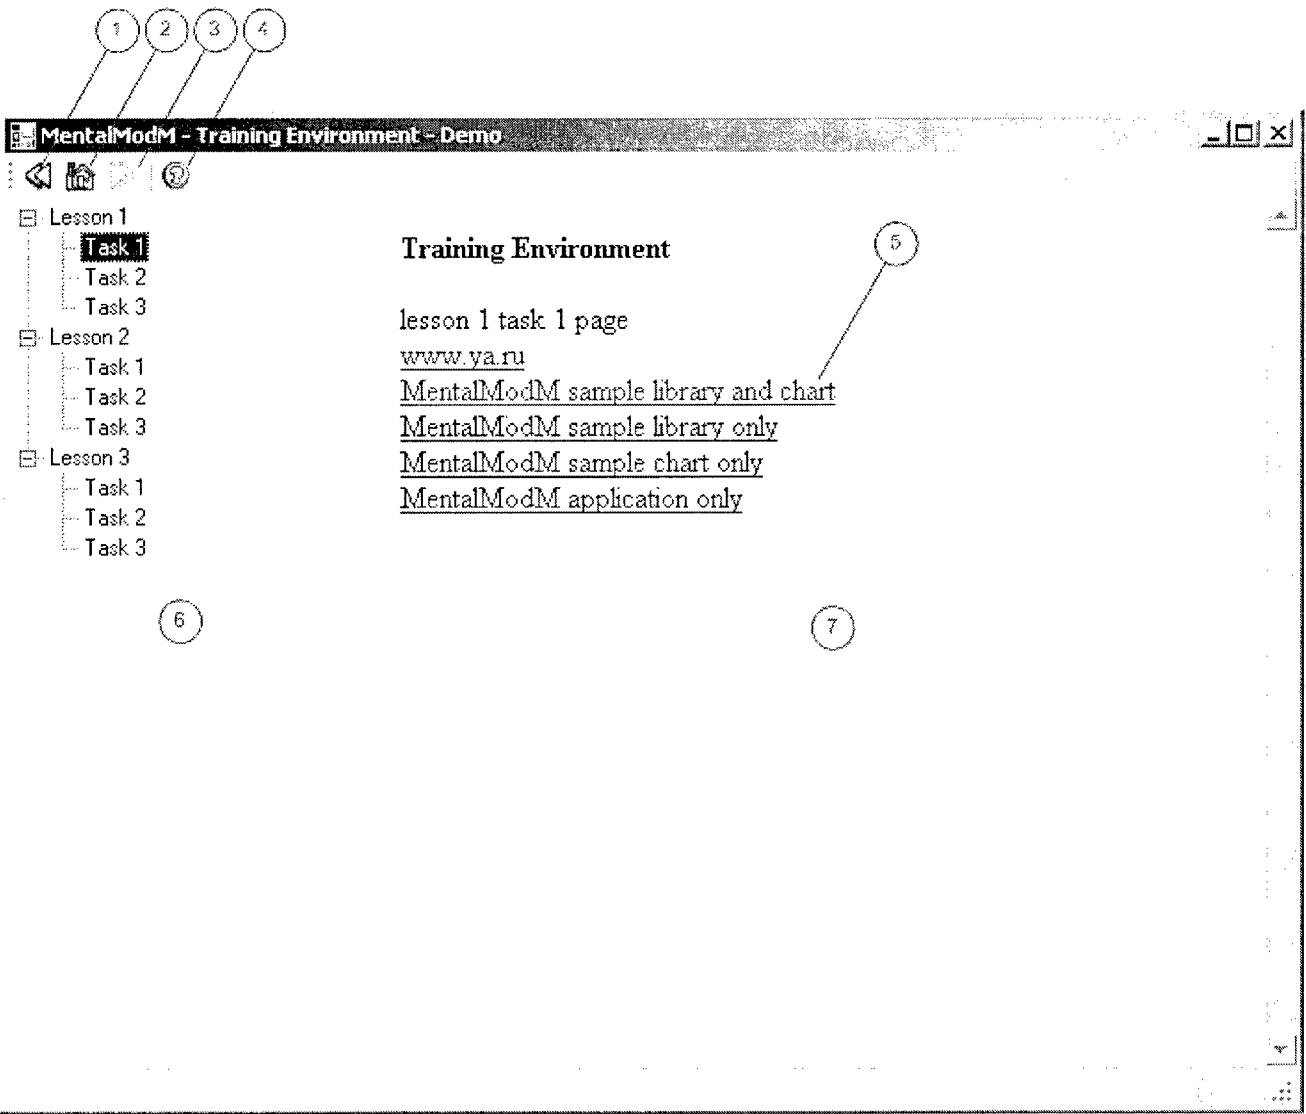 1 2 3 4
MentalModM - Training Environment - Demo
Lesson 1
Task 1
Task 2
Task 3
Lesson 2
Task 1
Task 2
Task 3
Lesson 3
Task 1
Task 2
Task 3
6
5
Training Environment
lesson 1 task 1 page
www.ya.ru
MentalModM sample library and chart
MentalModM sample library only
MentalModM sample chart only
MentalModM application only
7